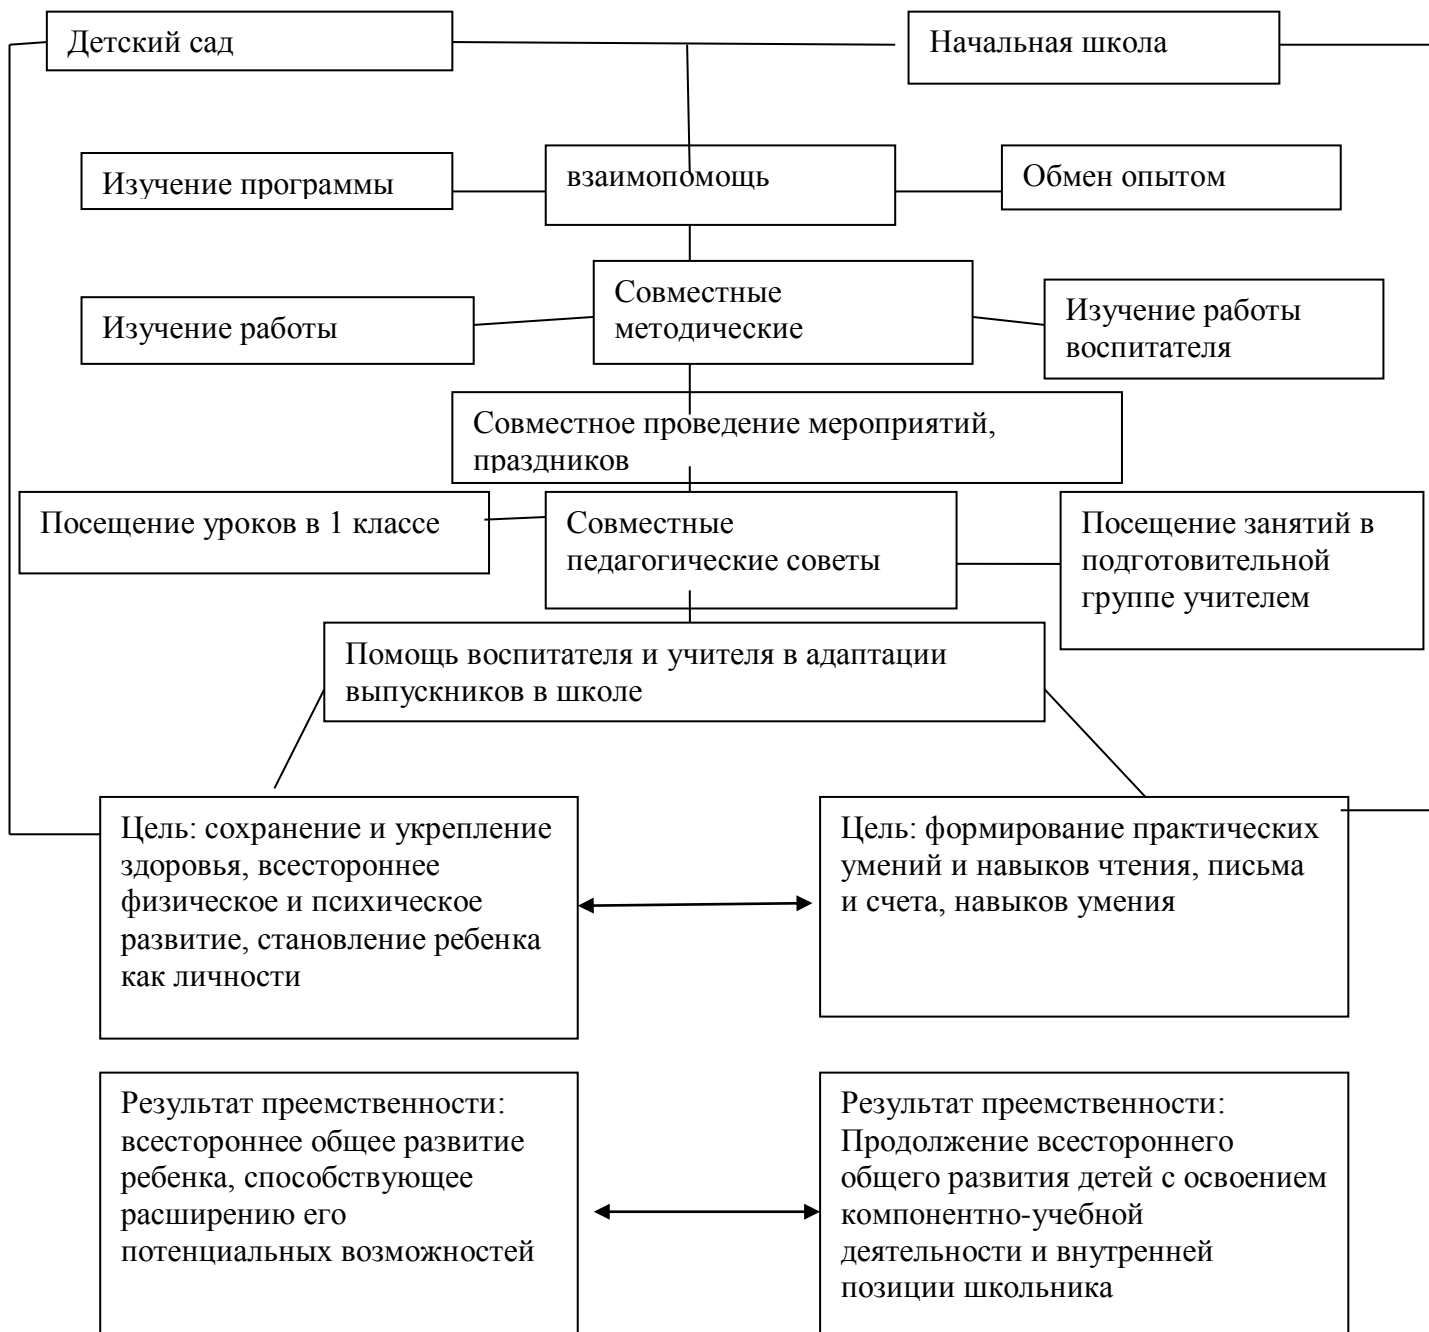 Детский сад
Начальная школа
Изучение программы
взаимопомощь
Обмен опытом
Изучение работы
Совместные
методические
Изучение работы
воспитателя
Совместное проведение мероприятий,
праздников
Посещение уроков в 1 классе
Совместные
педагогические советы
Посещение занятий в
подготовительной
группе учителем
Помощь воспитателя и учителя в адаптации
выпускников в школе
Цель: сохранение и укрепление
здоровья, всестороннее
физическое и психическое
развитие, становление ребенка
как личности
Цель: формирование практических
умений и навыков чтения, письма
и счета, навыков умения
Результат преемственности:
всестороннее общее развитие
ребенка, способствующее
расширению его
потенциальных возможностей
Результат преемственности:
Продолжение всестороннего
общего развития детей с освоением
компонентно-учебной
деятельности и внутренней
позиции школьника